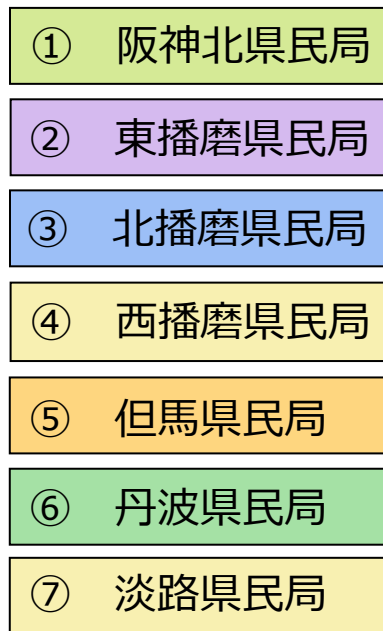 ① 阪神北県民局
② 東播磨県民局
③ 北播磨県民局
④ 西播磨県民局
⑤ 但馬県民局
⑥ 丹波県民局
⑦ 淡路県民局